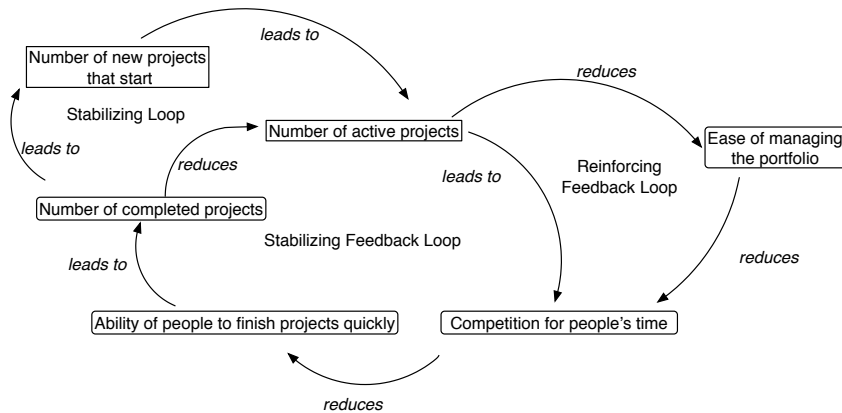 leads to
Number of new projects
that start
reduces
Stabilizing Loop
Number of active projects
Ease of managing
the portfolio
leads to
reduces
leads to
Reinforcing
Feedback Loop
Number of completed projects
Stabilizing Feedback Loop
leads to
reduces
Ability of people to finish projects quickly
Competition for people's time
reduces